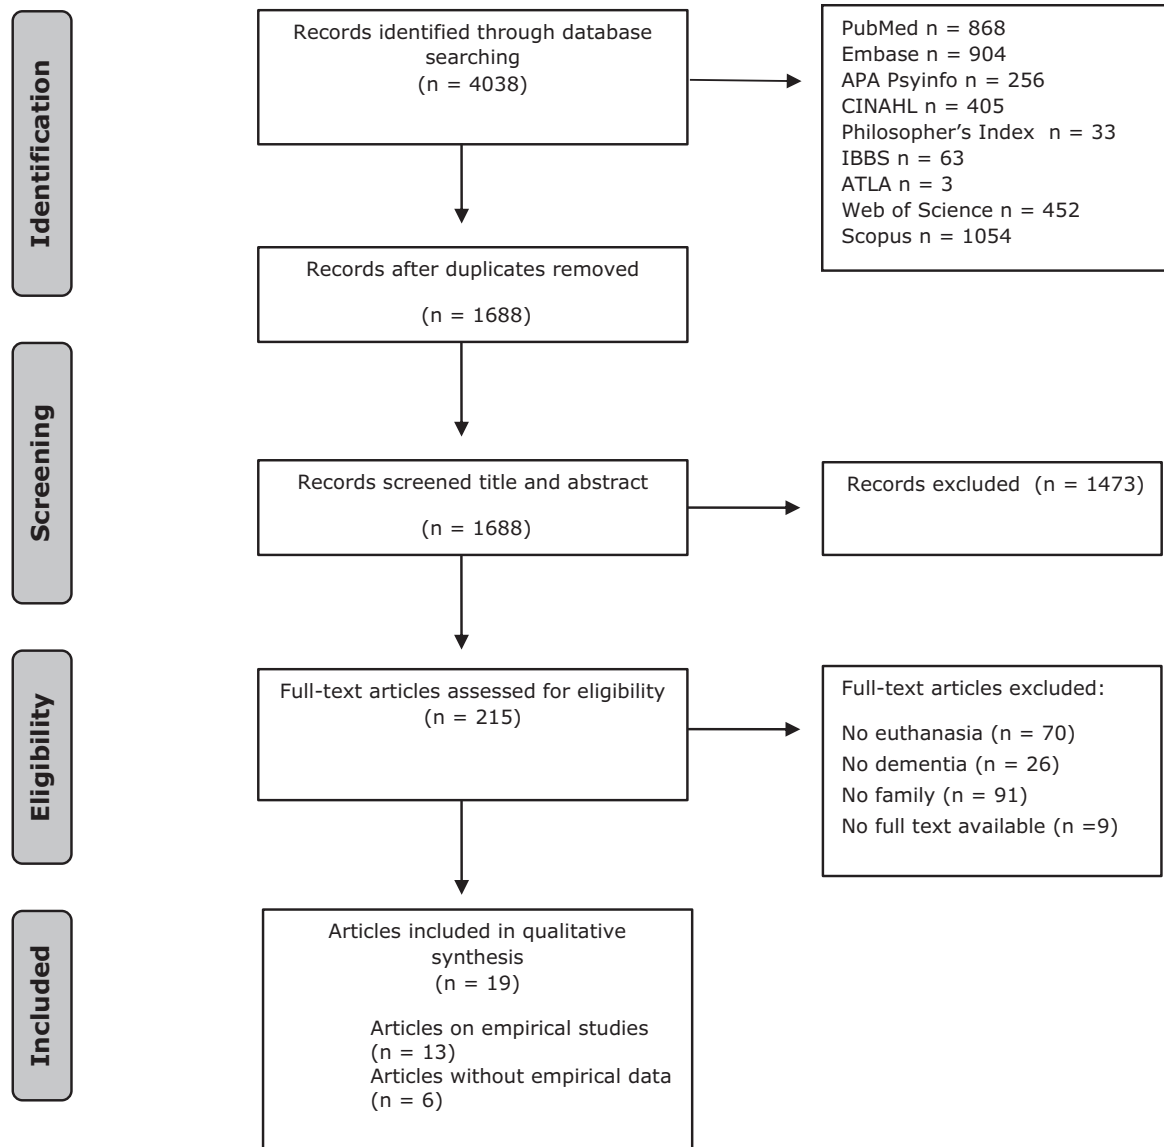 Identification
Records identified through database
searching
(n = 4038)
PubMed n = 868
Embase n = 904
APA Psyinfo n = 256
CINAHL n = 405
Philosopher’s Index n = 33
IBBS n = 63
ATLA n = 3
Web of Science n = 452
Scopus n = 1054
Records after duplicates removed
(n = 1688)
Screening
Records screened title and abstract
(n = 1688)
Records excluded (n = 1473)
Eligibility
Full-text articles assessed for eligibility
(n = 215)
Full-text articles excluded:
No euthanasia (n = 70)
No dementia (n = 26)
No family (n = 91)
No full text available (n =9)
Included
Articles included in qualitative
synthesis
(n = 19)
Articles on empirical studies
(n = 13)
Articles without empirical data
(n = 6)